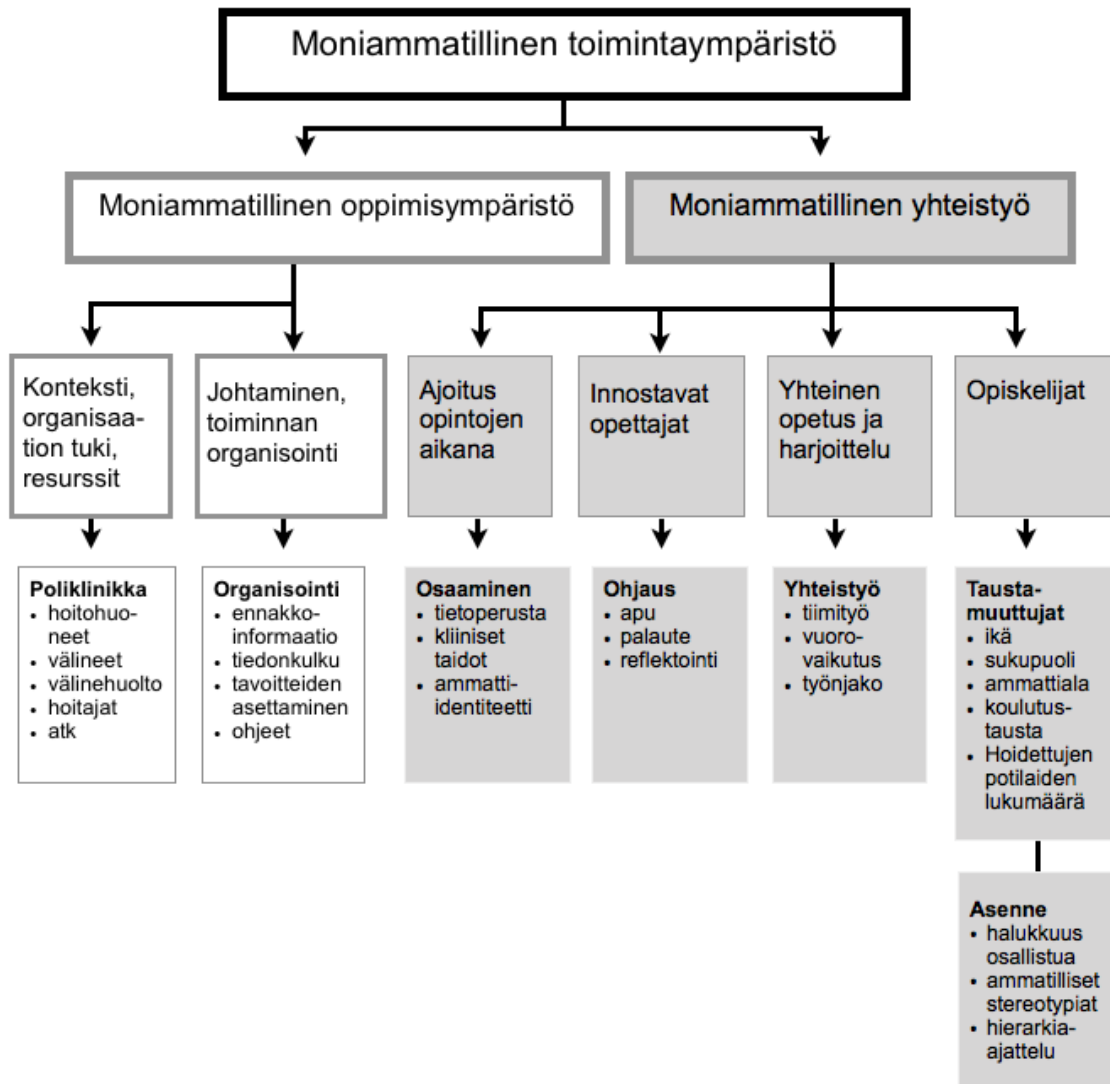 Moniammatillinen toimintaympäristö
Moniammatillinen oppimisympäristö
Moniammatillinen yhteistyö
Konteksti,
organisaa-
tion tuki,
resurssit
Johtaminen,
toiminnan
organisointi
Ajoitus
opintojen
aikana
Innostavat
opettajat
Yhteinen
opetus ja
harjoittelu
Opiskelijat
Poliklinikka
• hoitohuo-
neet
• välineet
• välinehuolto
• hoitajat
• atk
Organisointi
• ennakko-
informaatio
• tiedonkulku
• tavoitteiden
asettaminen
• ohjeet
Osaaminen
• tietoperusta
• kliiniset
taidot
• ammatti-
identiteetti
Ohjaus
• apu
• palaute
• reflektointi
Yhteistyö
• tiimityö
• vuoro-
vaikutus
• työnjako
Tausta-
muuttujat
• ikä
• sukupuoli
• ammattiala
• koulutus-
tausta
• Hoidettujen
potilaiden
lukumäärä
Asenne
• halukkuus
osallistua
• ammatilliset
stereotypiat
• hierarkia-
ajattelu